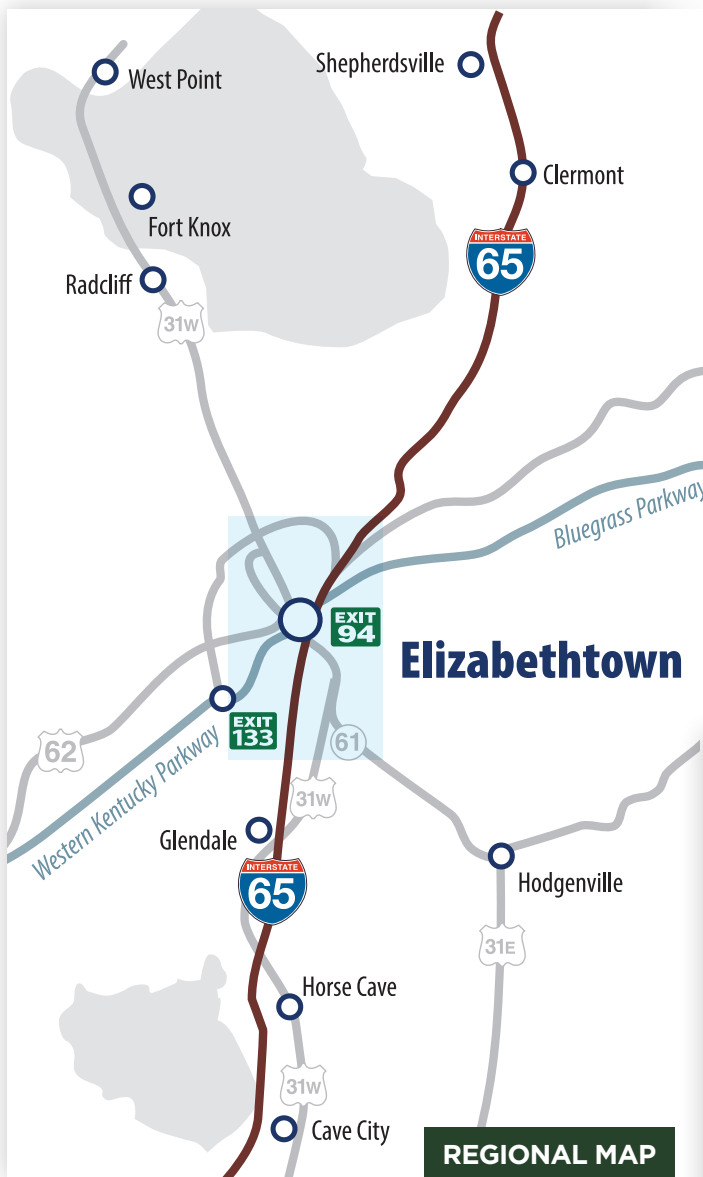 West Point
Shepherdsville
Clermont
Fort Knox
INTERSTATE
65
Radcliff
31W
Bluegrass Parkway
EXIT
94
Elizabethtown
EXIT
133
62
61
Western Kentucky Parkway
31W
Glendale
INTERSTATE
65
Hodgenville
31E
Horse Cave
31W
Cave City
REGIONAL MAP